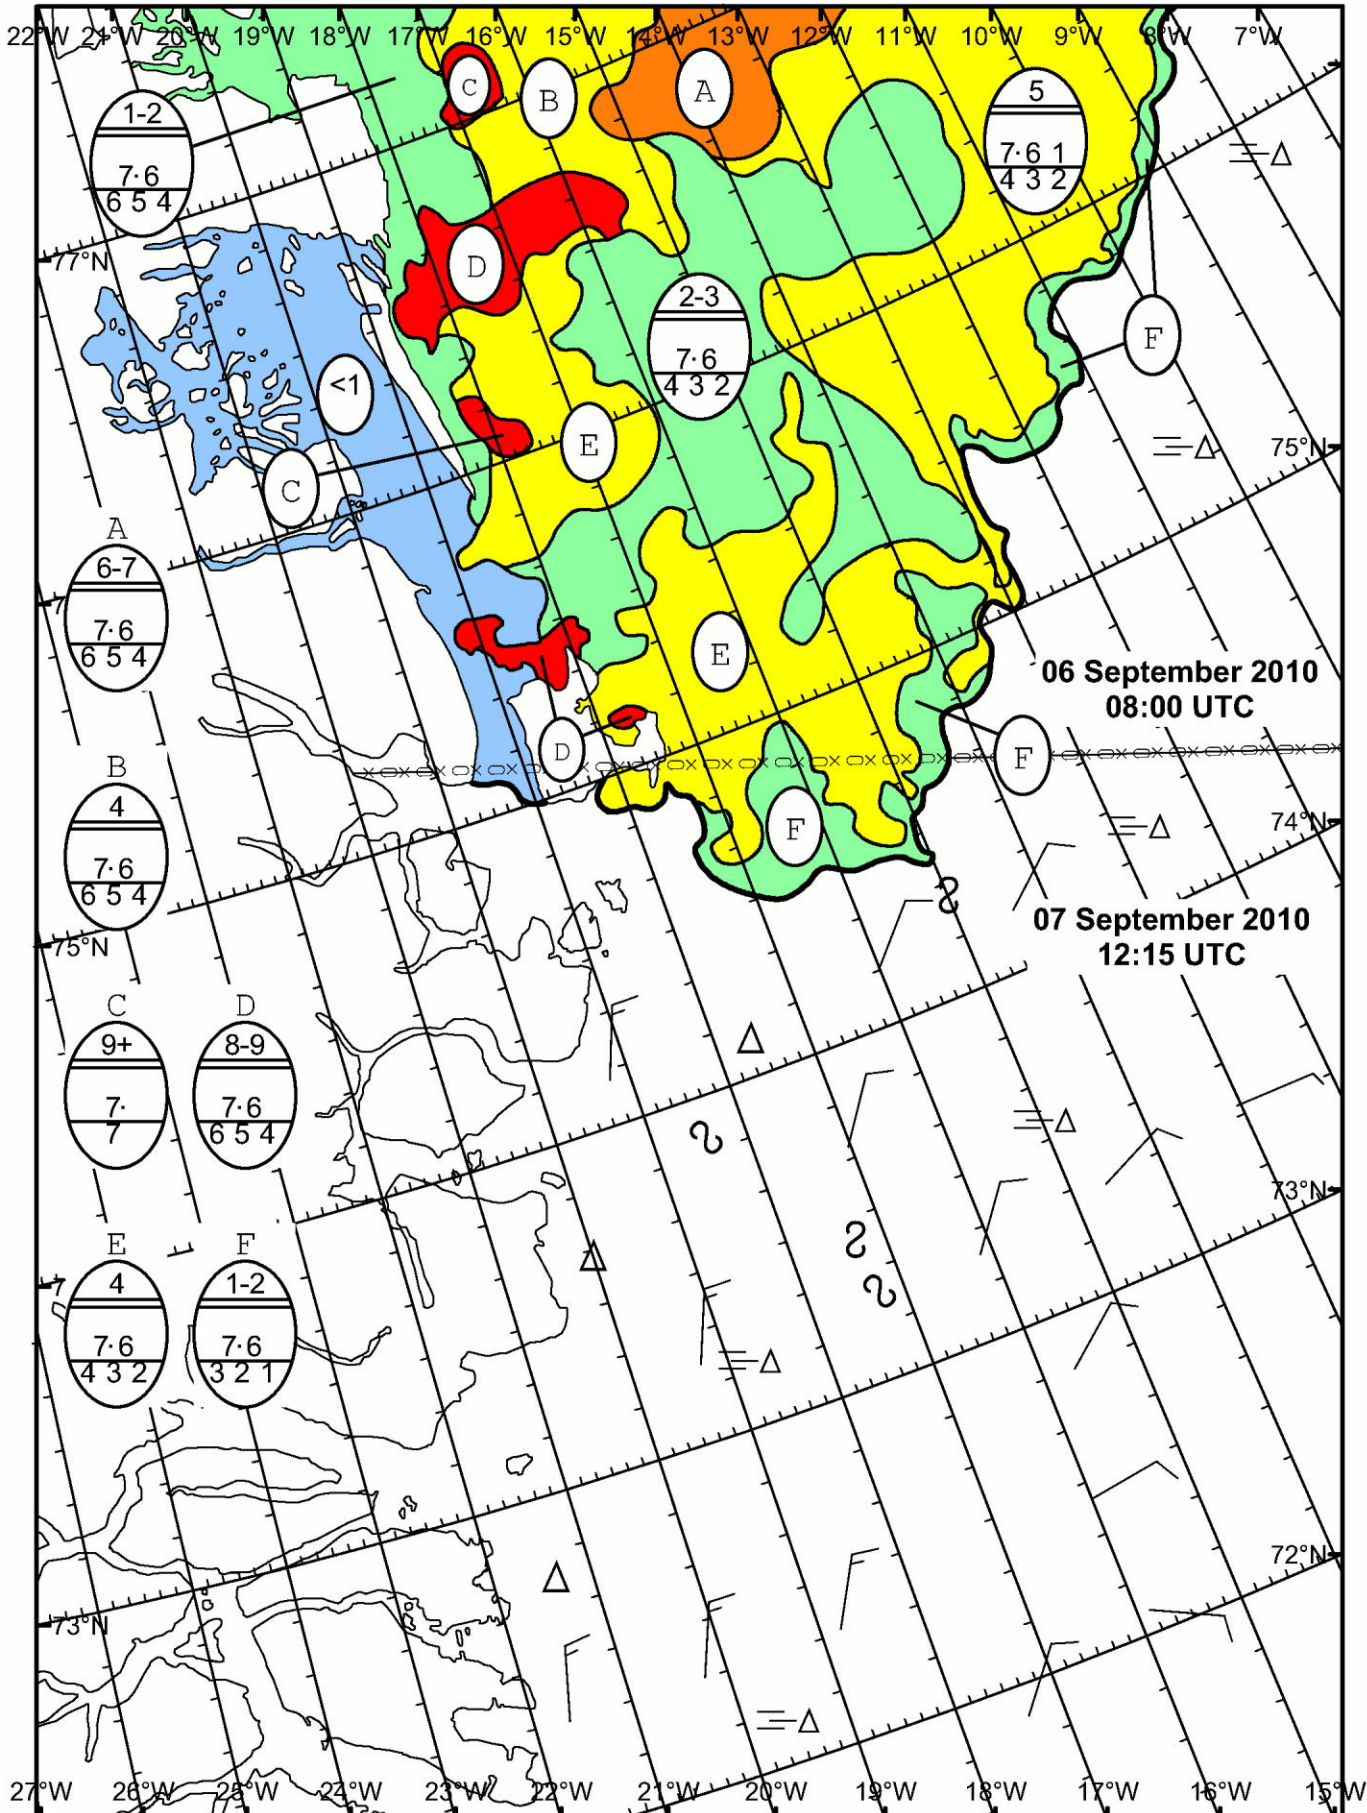 22°W 21°W 20°W 19°W 18°W 17°W 16°W 15°W 14°W 13°W 12°W 11°W 10°W 9°W 8°W 7°W
C
B
A
5
7·6 1
4 3 2
1-2
7·6
6 5 4
77°N
D
2-3
7·6
4 3 2
F
<1
E
75°N
C
A
6-7
7·6
6 5 4
E
06 September 2010
08:00 UTC
D
F
B
4
7·6
6 5 4
F
74°N
07 September 2010
12:15 UTC
75°N
C D
9+ 8-9
7· 7·6
7 6 5 4
73°N
E F
4 1-2
7·6 7·6
4 3 2 3 2 1
72°N
73°N
27°W 26°W 25°W 24°W 23°W 22°W 21°W 20°W 19°W 18°W 17°W 16°W 15°W